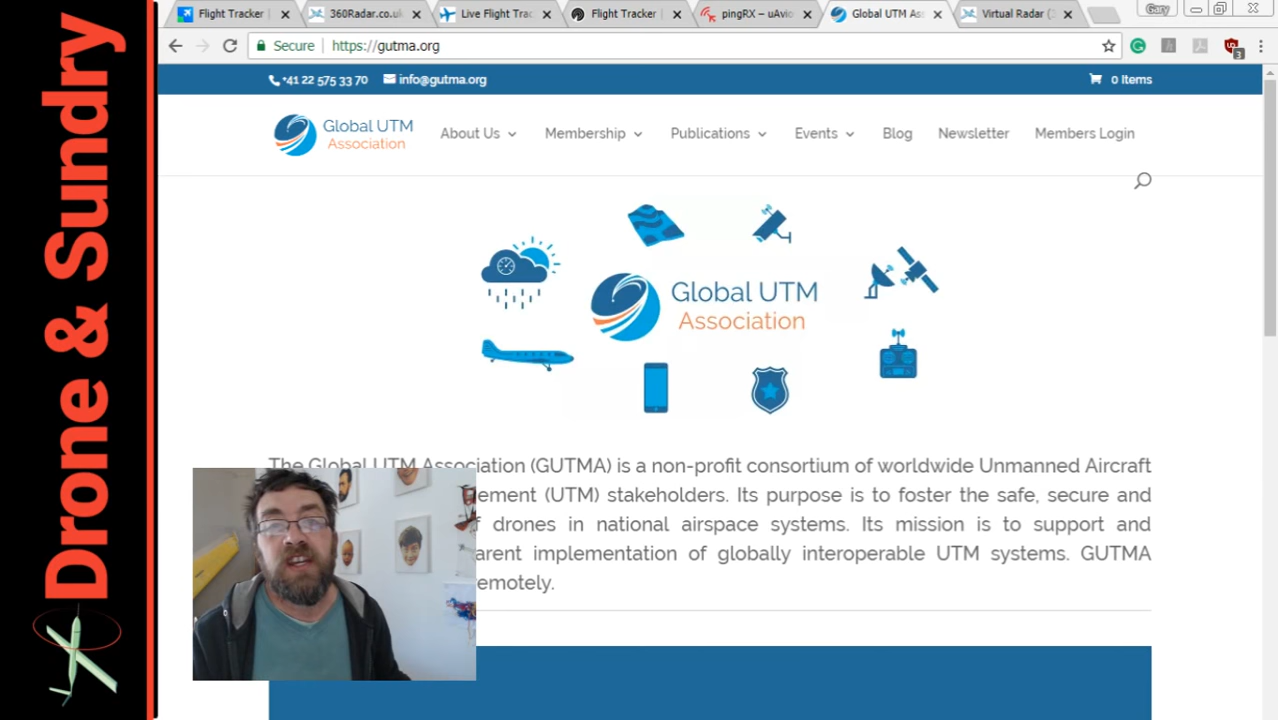 Drone & Sundry
Flight Tracker
360Radar.co.uk
Live Flight Trac
Flight Tracker
pingRX – uAvio
Global UTM As
Virtual Radar (
Gary
Secure
https://gutma.org
3
+41 22 575 33 70
info@gutma.org
0 Items
Global UTM
Association
About Us
Membership
Publications
Events
Blog
Newsletter
Members Login
Global UTM
Association
The Global UTM Association (GUTMA) is a non-profit consortium of worldwide Unmanned Aircraft
ement (UTM) stakeholders. Its purpose is to foster the safe, secure and
f drones in national airspace systems. Its mission is to support and
arent implementation of globally interoperable UTM systems. GUTMA
emotely.